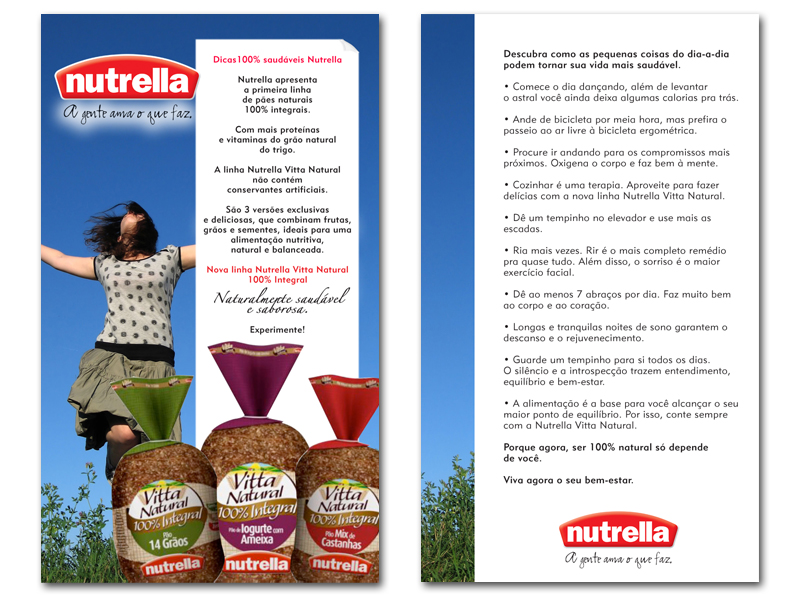 nutrella
A gente ama o que faz.
Dicas100% saudáveis Nutrella
Nutrella apresenta
a primeira linha
de pães naturais
100% integrais.
Com mais proteínas
e vitaminas do grão natural
do trigo.
A linha Nutrella Vitta Natural
não contém
conservantes artificiais.
São 3 versões exclusivas
e deliciosas, que combinam frutas,
grãos e sementes, ideais para uma
alimentação nutritiva,
natural e balanceada.
Nova linha Nutrella Vitta Natural
100% Integral
Naturalmente saudável
e saborosa.
Experimente!
Vitta
Natural
100% Integral
Pão
14 Grãos
nutrella
Vitta
Natural
100% Integral
Pão de Iogurte com
Ameixa
nutrella
Vitta
Natural
100% Integral
Pão Mix de
Castanhas
nutrella
Descubra como as pequenas coisas do dia-a-dia
podem tornar sua vida mais saudável.
• Comece o dia dançando, além de levantar
o astral você ainda deixa algumas calorias pra trás.
• Ande de bicicleta por meia hora, mas prefira o
passeio ao ar livre à bicicleta ergométrica.
• Procure ir andando para os compromissos mais
próximos. Oxigena o corpo e faz bem à mente.
• Cozinhar é uma terapia. Aproveite para fazer
delícias com a nova linha Nutrella Vitta Natural.
• Dê um tempinho no elevador e use mais as
escadas.
• Ria mais vezes. Rir é o mais completo remédio
pra quase tudo. Além disso, o sorriso é o maior
exercício facial.
• Dê ao menos 7 abraços por dia. Faz muito bem
ao corpo e ao coração.
• Longas e tranquilas noites de sono garantem o
descanso e o rejuvenecimento.
• Guarde um tempinho para si todos os dias.
O silêncio e a introspecção trazem entendimento,
equilíbrio e bem-estar.
• A alimentação é a base para você alcançar o seu
maior ponto de equilíbrio. Por isso, conte sempre
com a Nutrella Vitta Natural.
Porque agora, ser 100% natural só depende
de você.
Viva agora o seu bem-estar.
nutrella
A gente ama o que faz.